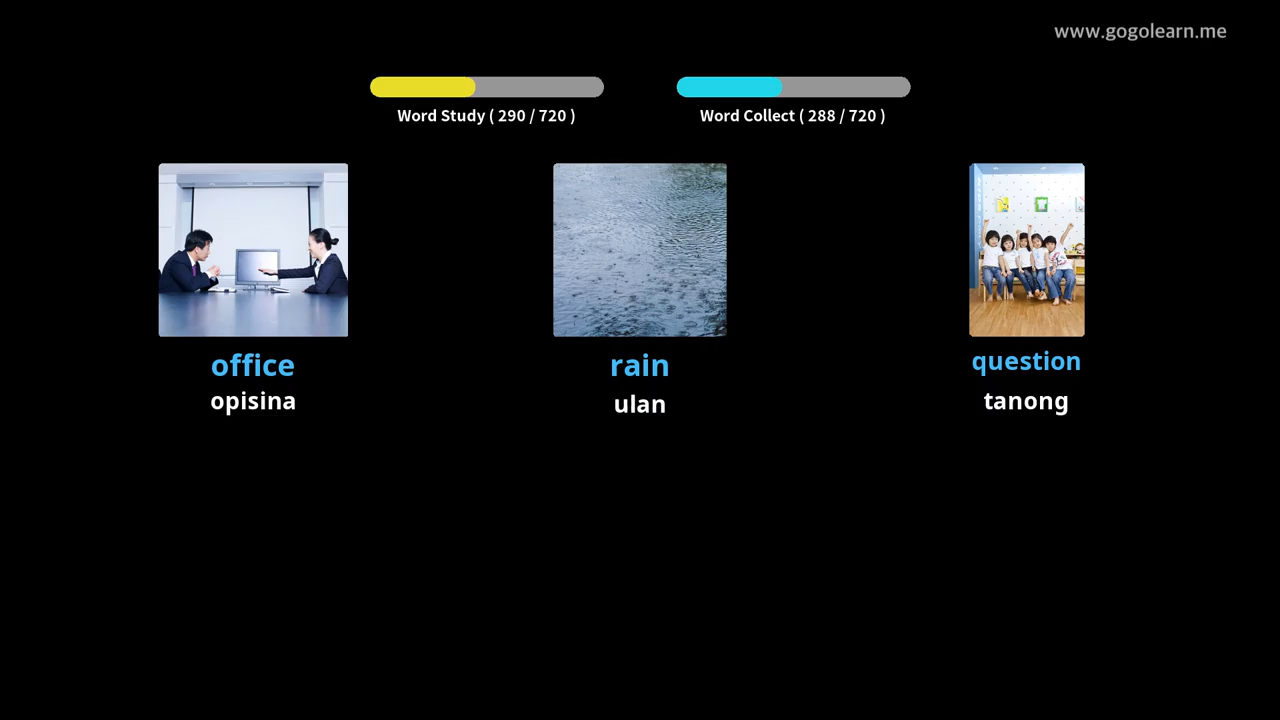 www.gogolearn.me
Word Study ( 290 / 720 )
Word Collect ( 288 / 720 )
office
opisina
rain
ulan
question
tanong